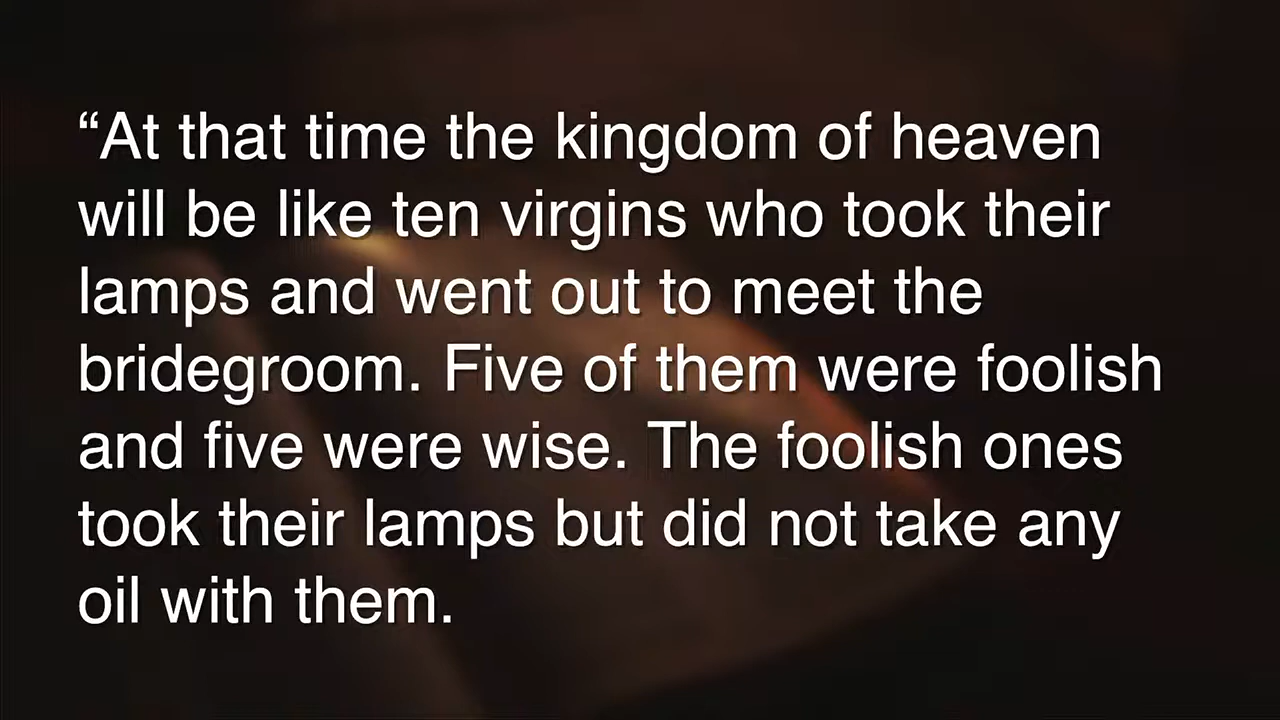 “At that time the kingdom of heaven
will be like ten virgins who took their
lamps and went out to meet the
bridegroom. Five of them were foolish
and five were wise. The foolish ones
took their lamps but did not take any
oil with them.